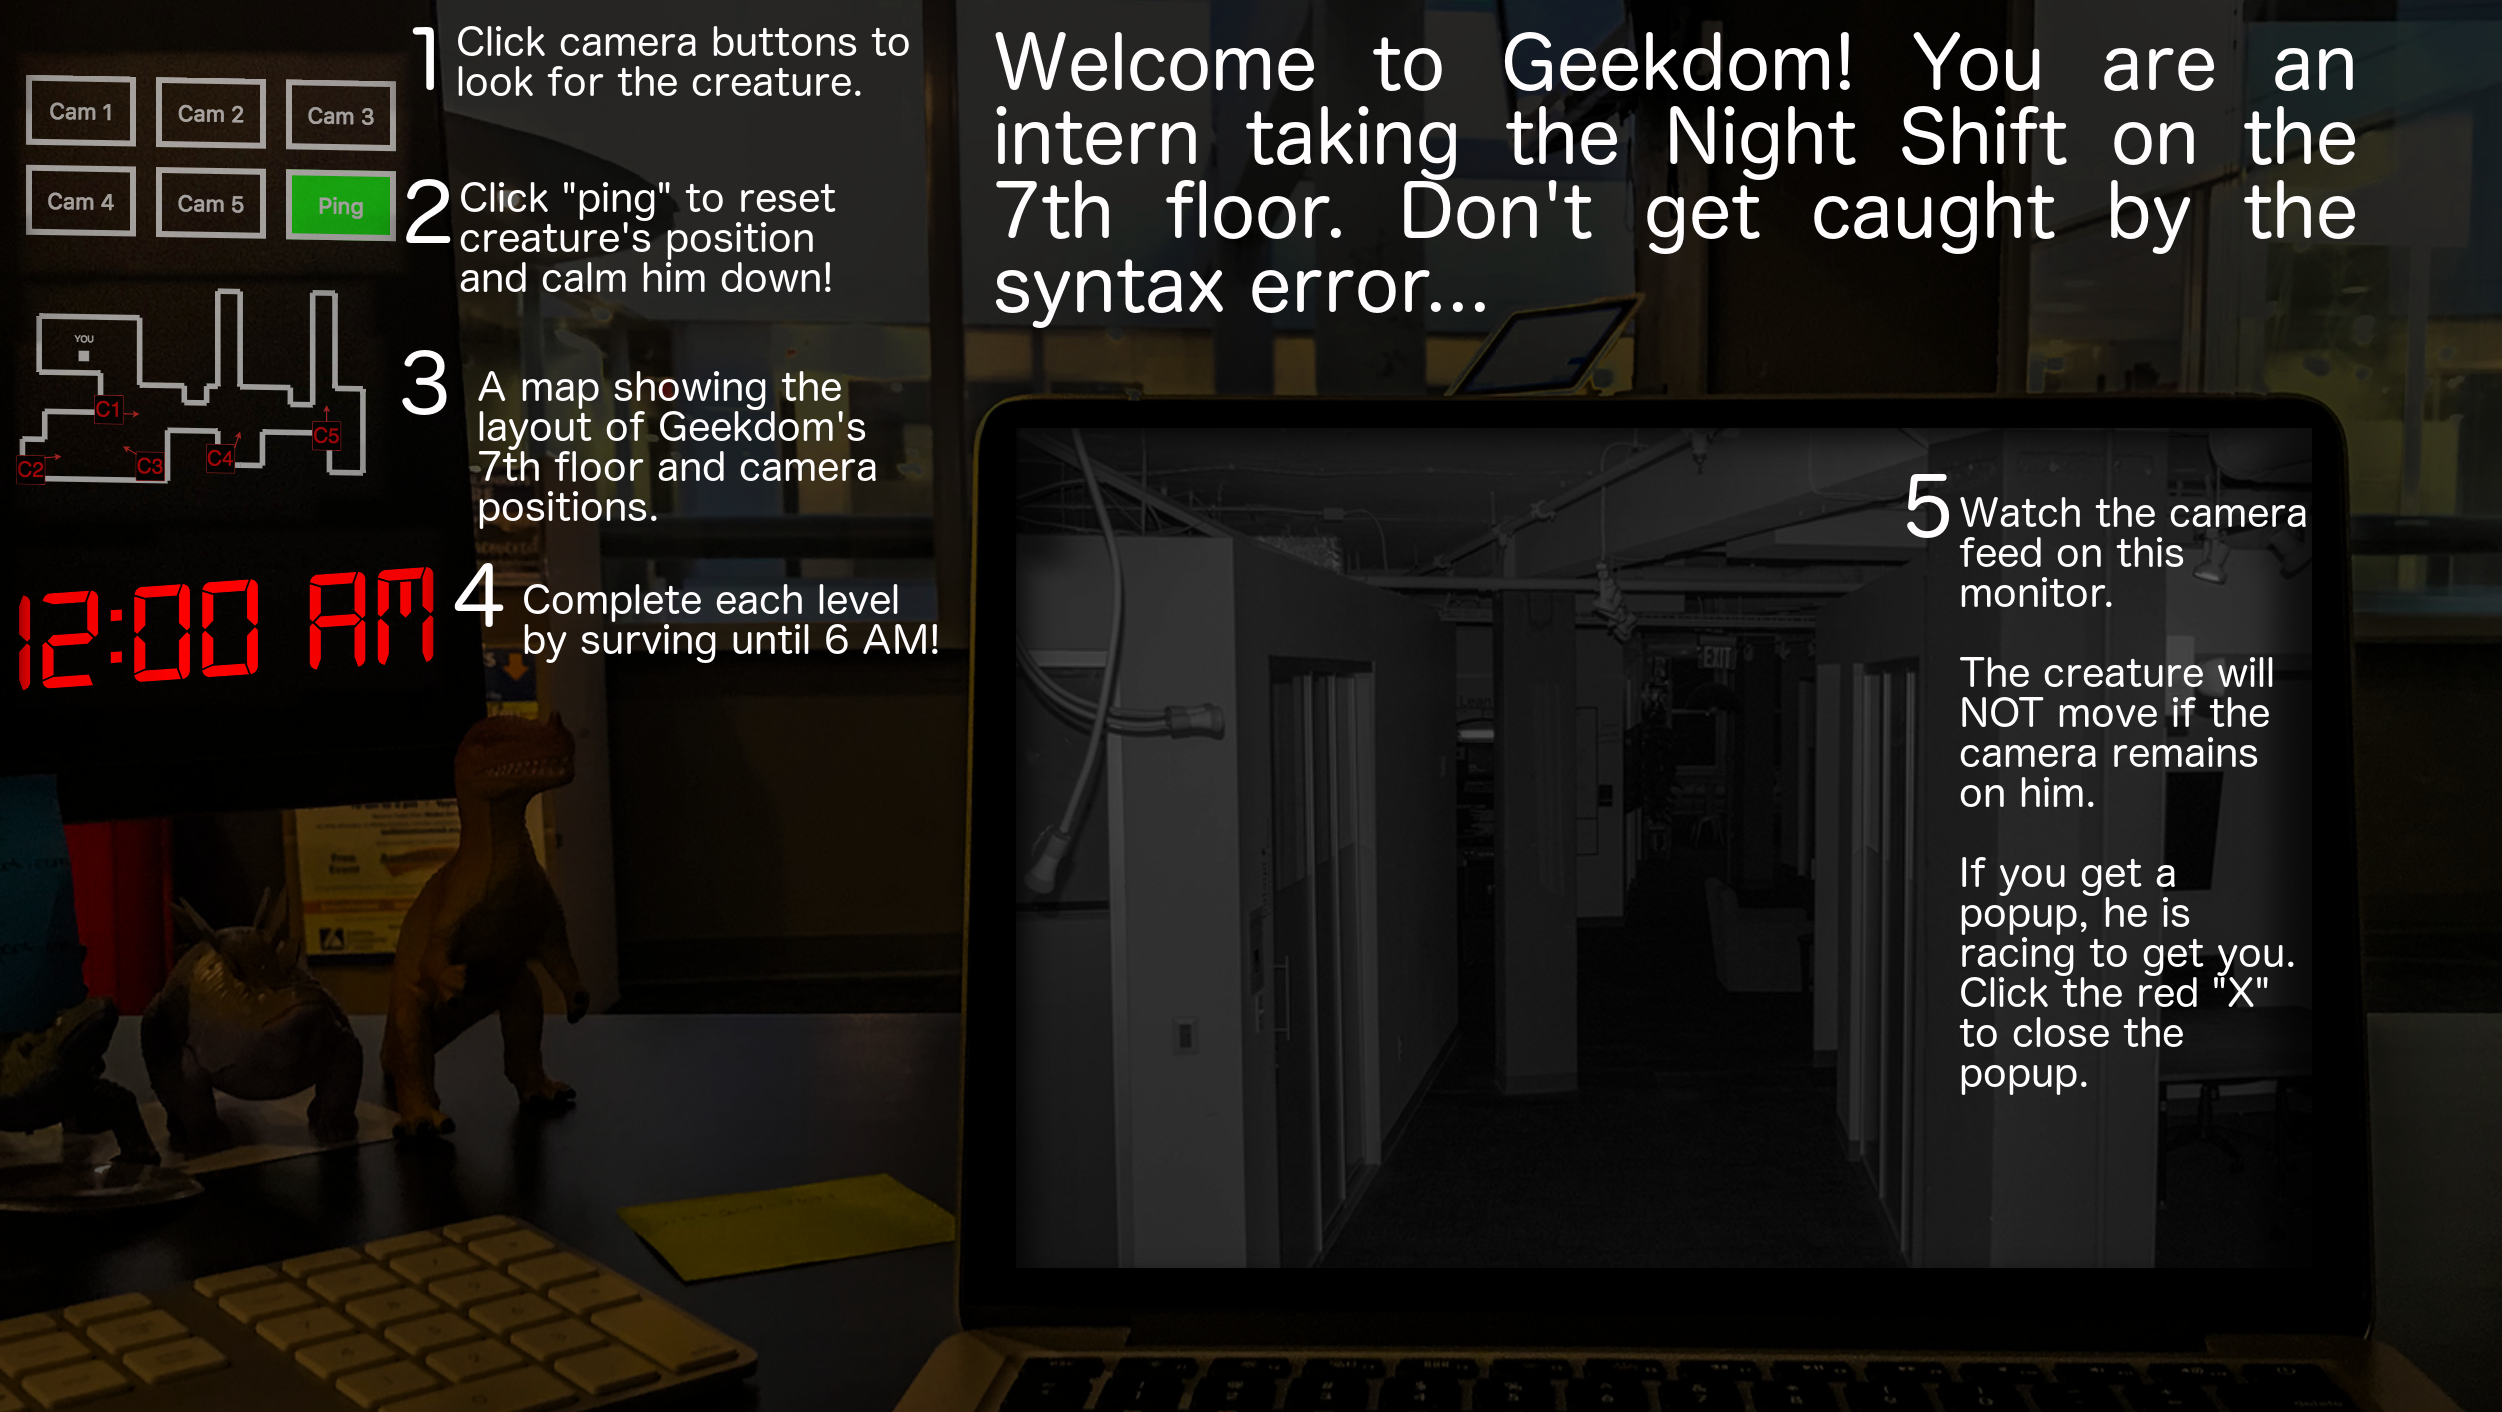 Welcome to Geekdom! You are an
intern taking the Night Shift on the
7th floor. Don't get caught by the
syntax error...
1 Click camera buttons to
look for the creature.
Cam 1 Cam 2 Cam 3
Cam 4 Cam 5 Ping
2 Click "ping" to reset
creature's position
and calm him down!
YOU
C1
C2
C3
C4
C5
3 A map showing the
layout of Geekdom's
7th floor and camera
positions.
12:00 AM
4 Complete each level
by surving until 6 AM!
5 Watch the camera
feed on this
monitor.
The creature will
NOT move if the
camera remains
on him.
If you get a
popup, he is
racing to get you.
Click the red "X"
to close the
popup.
EXIT
Lean
Free
Event